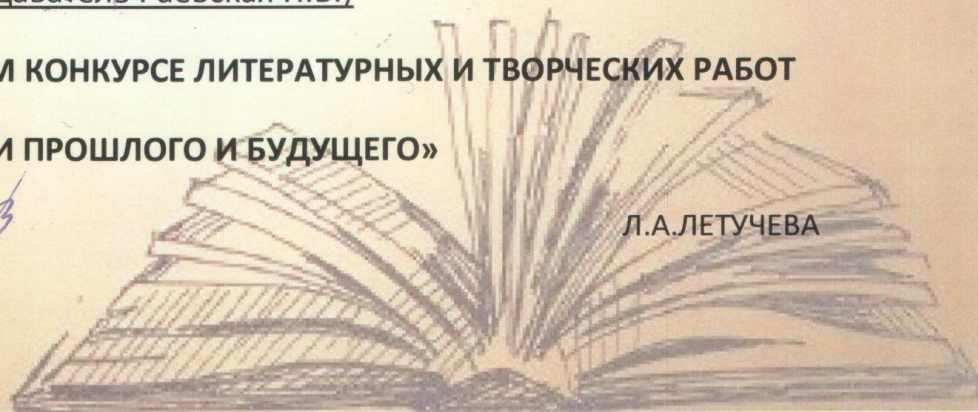 М КОНКУРСЕ ЛИТЕРАТУРНЫХ И ТВОРЧЕСКИХ РАБОТ
И ПРОШЛОГО И БУДУЩЕГО»
Л.А.ЛЕТУЧЕВА